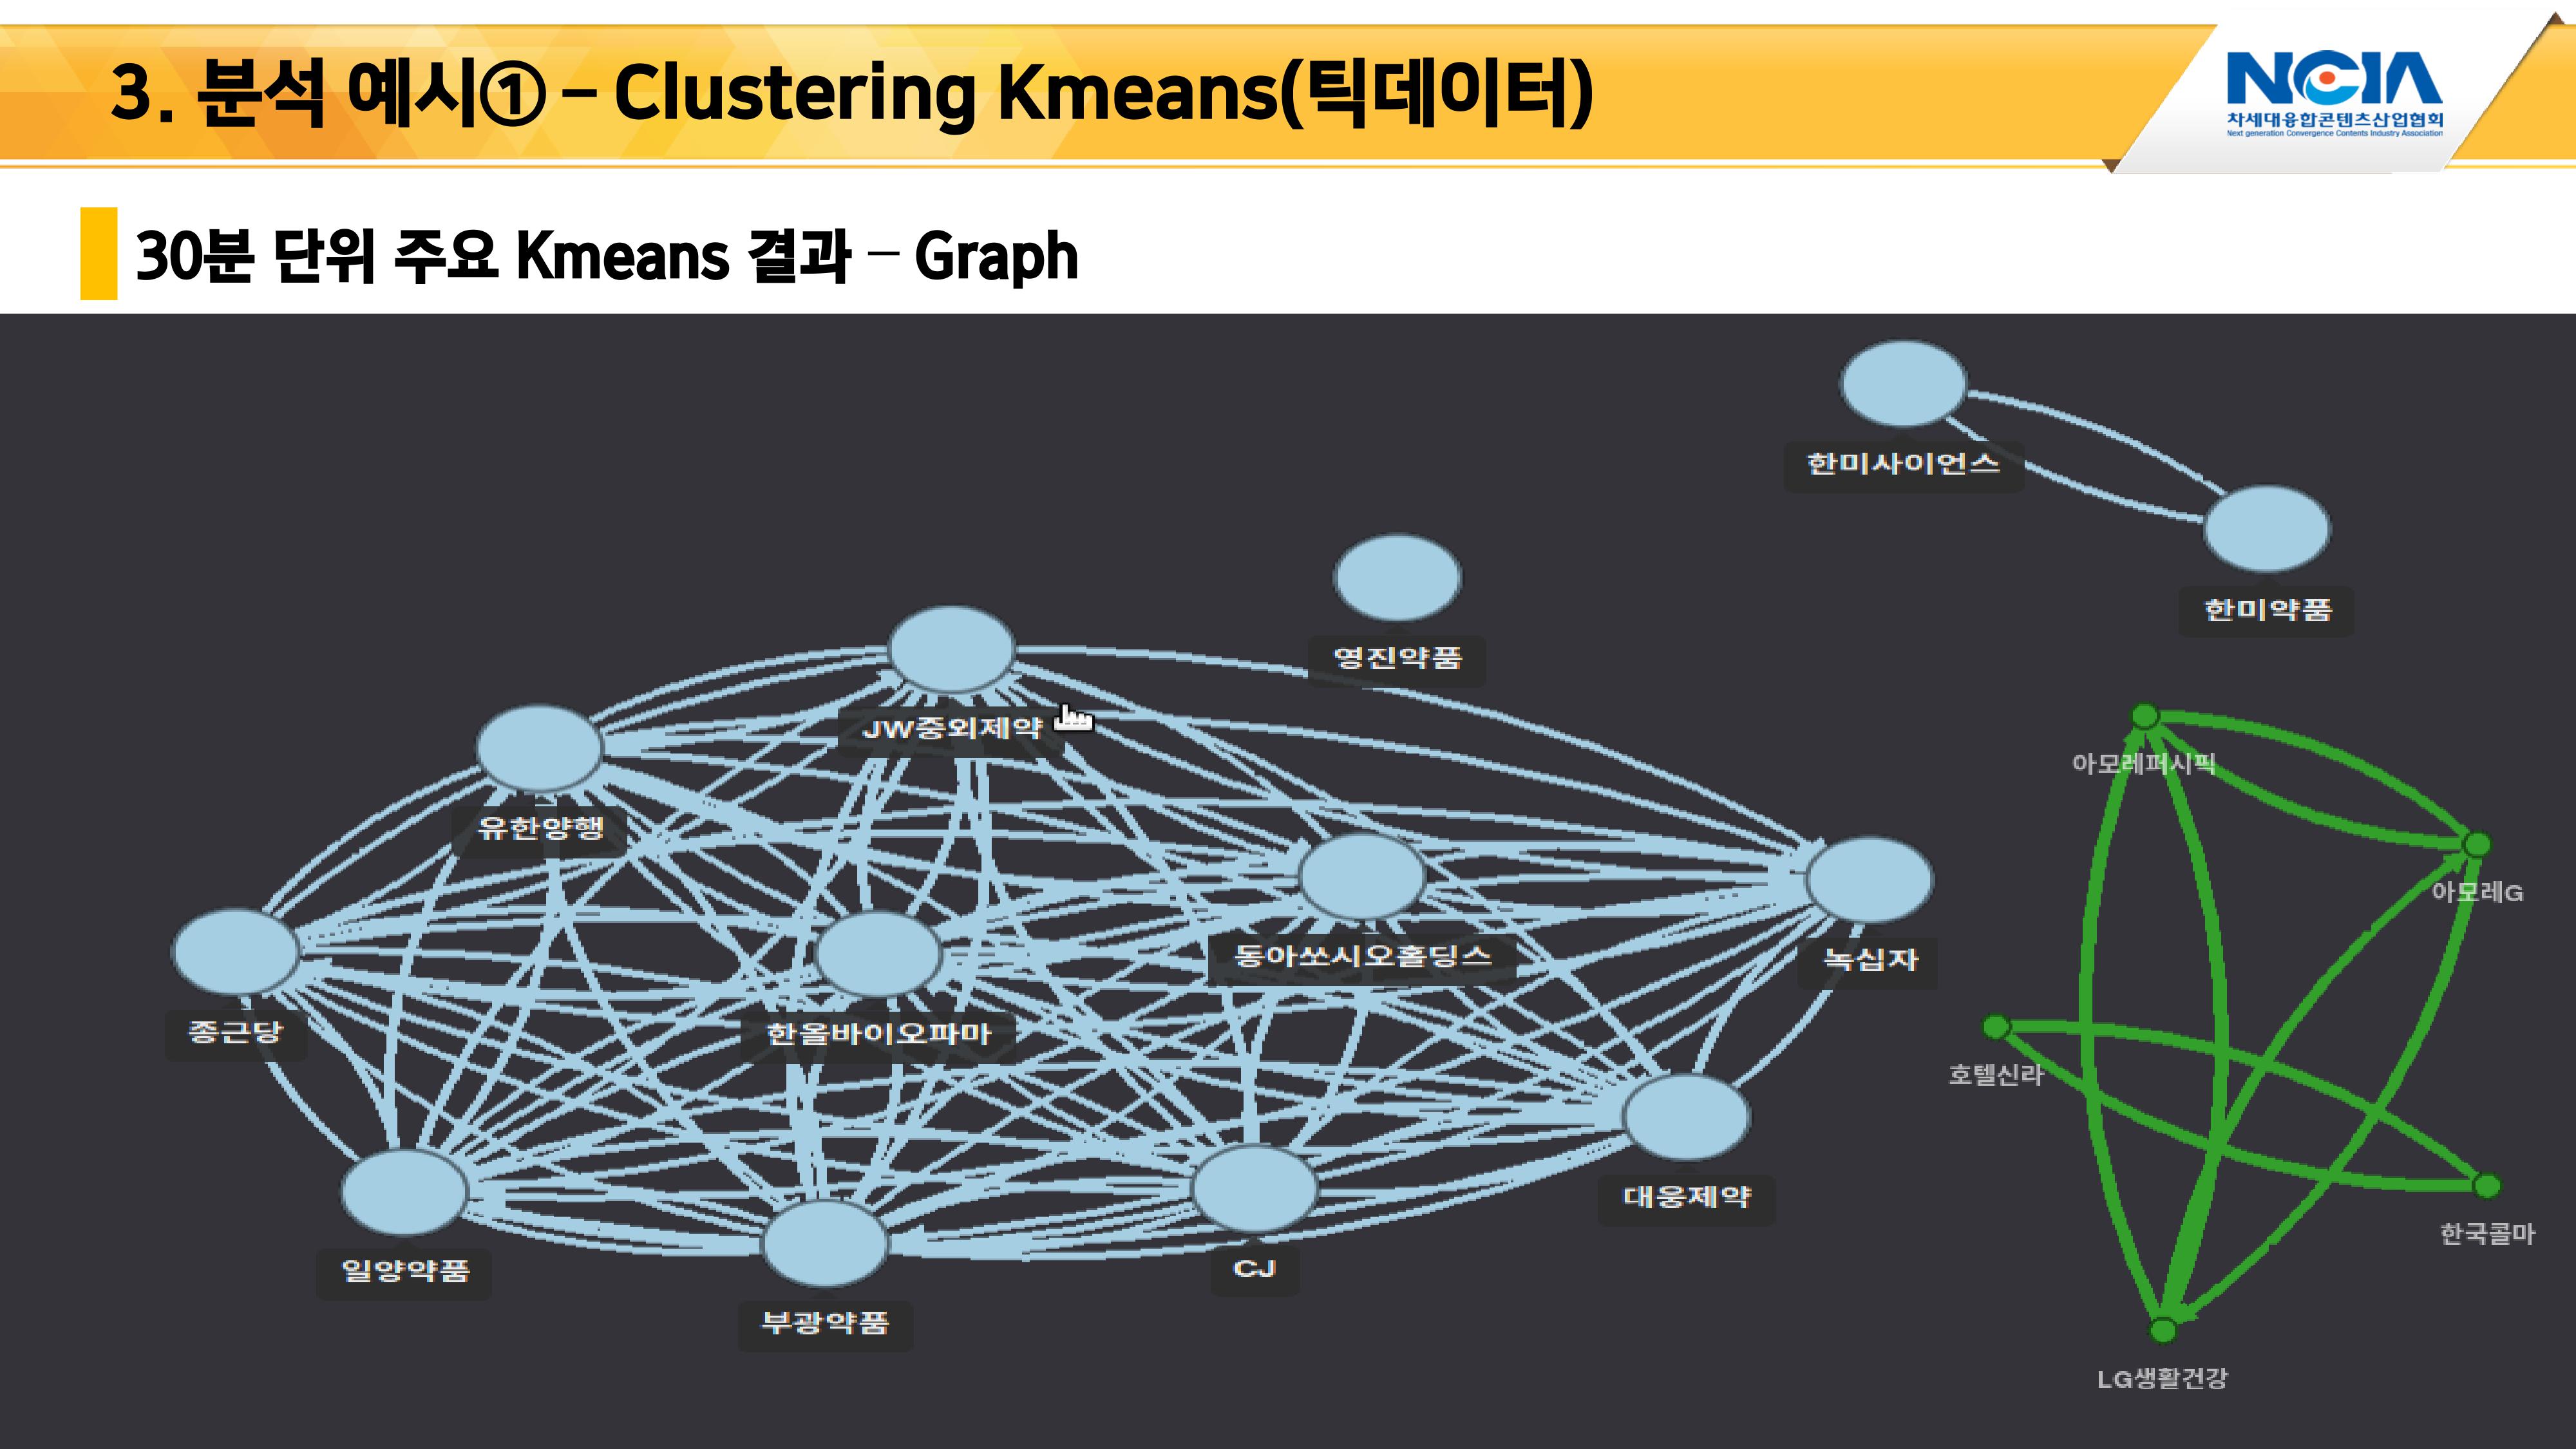 3. 분석 예시① – Clustering Kmeans(틱데이터)
NCIA
차세대융합콘텐츠산업협회
Next generation Convergence Contents Industry Association
30분 단위 주요 Kmeans 결과 – Graph
한미사이언스
한미약품
영진약품
JW중외제약
아모레퍼시픽
유한양행
아모레G
동아쏘시오홀딩스
녹십자
종근당
한올바이오파마
호텔신라
대웅제약
한국콜마
일양약품
CJ
부광약품
LG생활건강